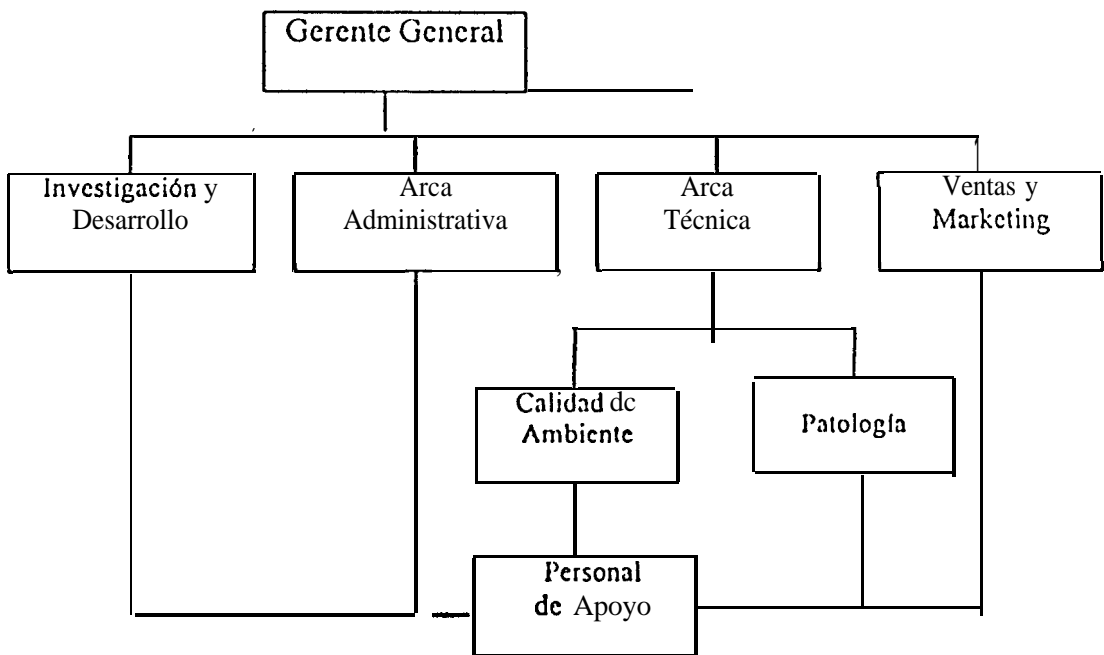 Gerente General
Investigación y
Desarrollo
Arca
Administrativa
Arca
Técnica
Ventas y
Marketing
Calidad dc
Ambiente
Patología
Personal
de Apoyo